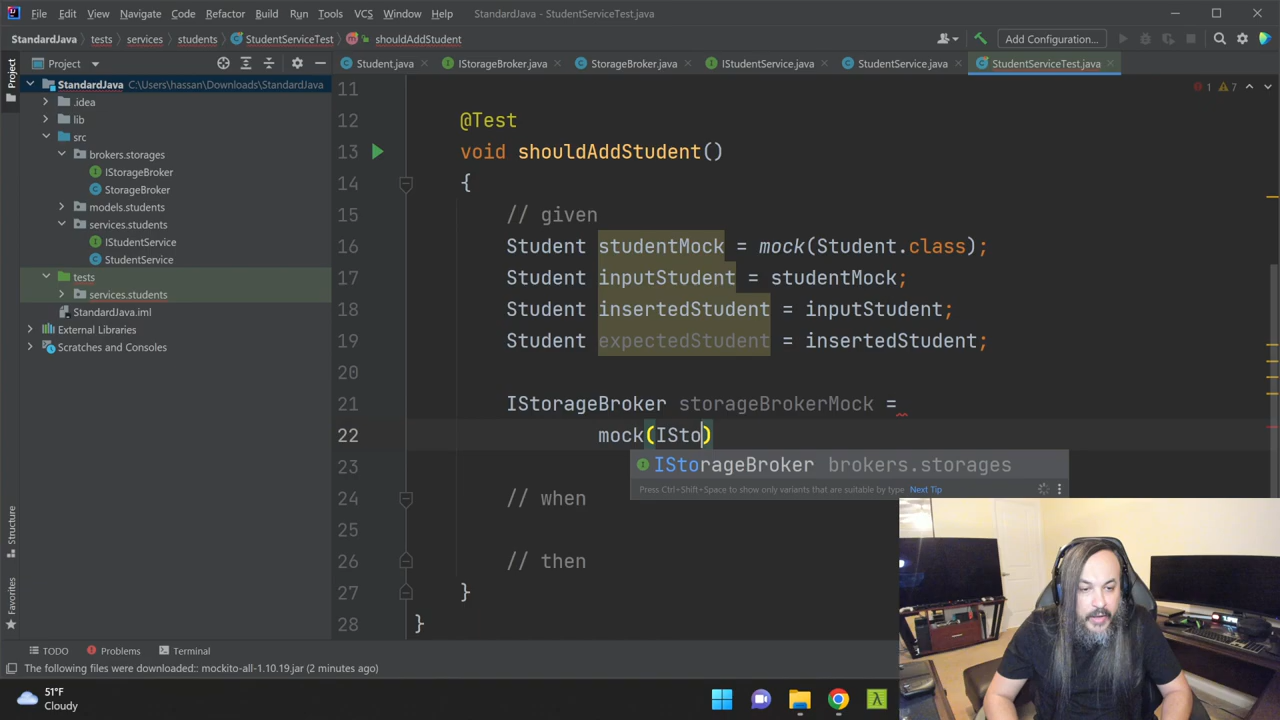 File Edit View Navigate Code Refactor Build Run Tools VCS Window Help StandardJava - StudentServiceTest.java
StandardJava tests services students StudentServiceTest shouldAddStudent Add Configuration...
Project
Student.java IStorageBroker.java StorageBroker.java IStudentService.java StudentService.java StudentServiceTest.java
Project
StandardJava C:\Users\hassan\Downloads\StandardJava
.idea
lib
src
brokers.storages
IStorageBroker
StorageBroker
models.students
services.students
IStudentService
StudentService
tests
services.students
StandardJava.iml
External Libraries
Scratches and Consoles
Structure
Favorites
1 7
11
12 @Test
13 void shouldAddStudent()
14 {
15 // given
16 Student studentMock = mock(Student.class);
17 Student inputStudent = studentMock;
18 Student insertedStudent = inputStudent;
19 Student expectedStudent = insertedStudent;
20
21 IStorageBroker storageBrokerMock =
22 mock(ISto)
23 IStorageBroker brokers.storages
Press Ctrl+Shift+Space to show only variants that are suitable by type Next Tip
24 // when
25
26 // then
27 }
28 }
TODO Problems Terminal
The following files were downloaded:: mockito-all-1.10.19.jar (2 minutes ago)
51°F
Cloudy